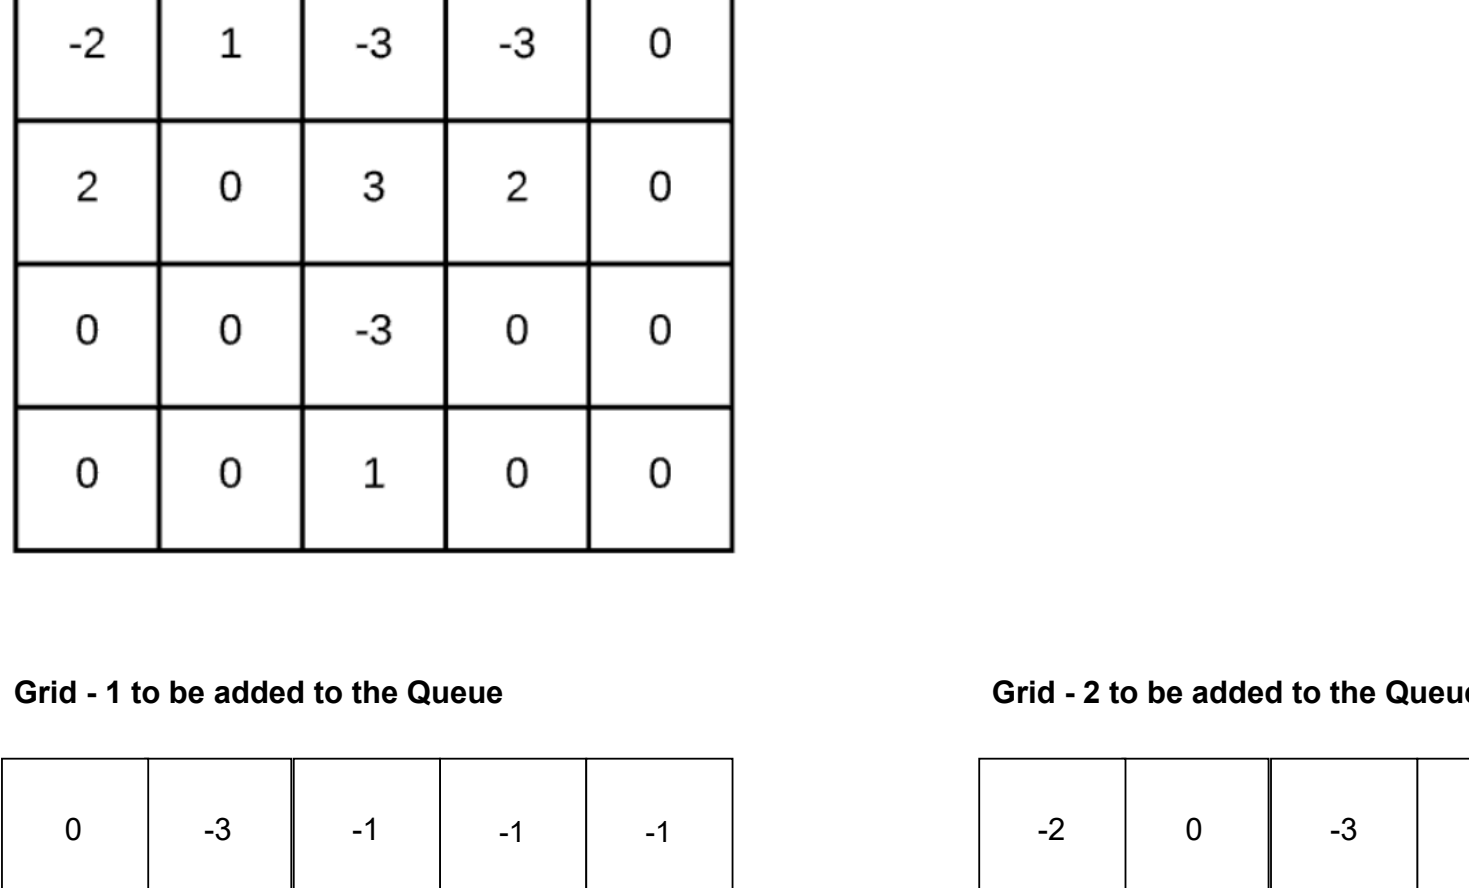 -2 1 -3 -3 0
2 0 3 2 0
0 0 -3 0 0
0 0 1 0 0
Grid - 1 to be added to the Queue
Grid - 2 to be added to the Queue
0 -3 -1 -1 -1
-2 0 -3